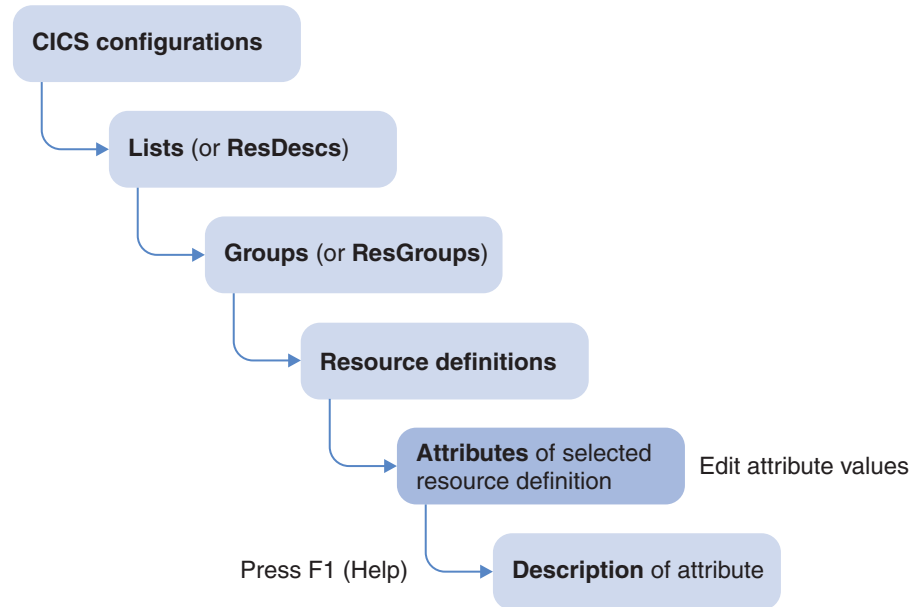 CICS configurations
Lists (or ResDescs)
Groups (or ResGroups)
Resource definitions
Attributes of selected
resource definition
Edit attribute values
Press F1 (Help)
Description of attribute